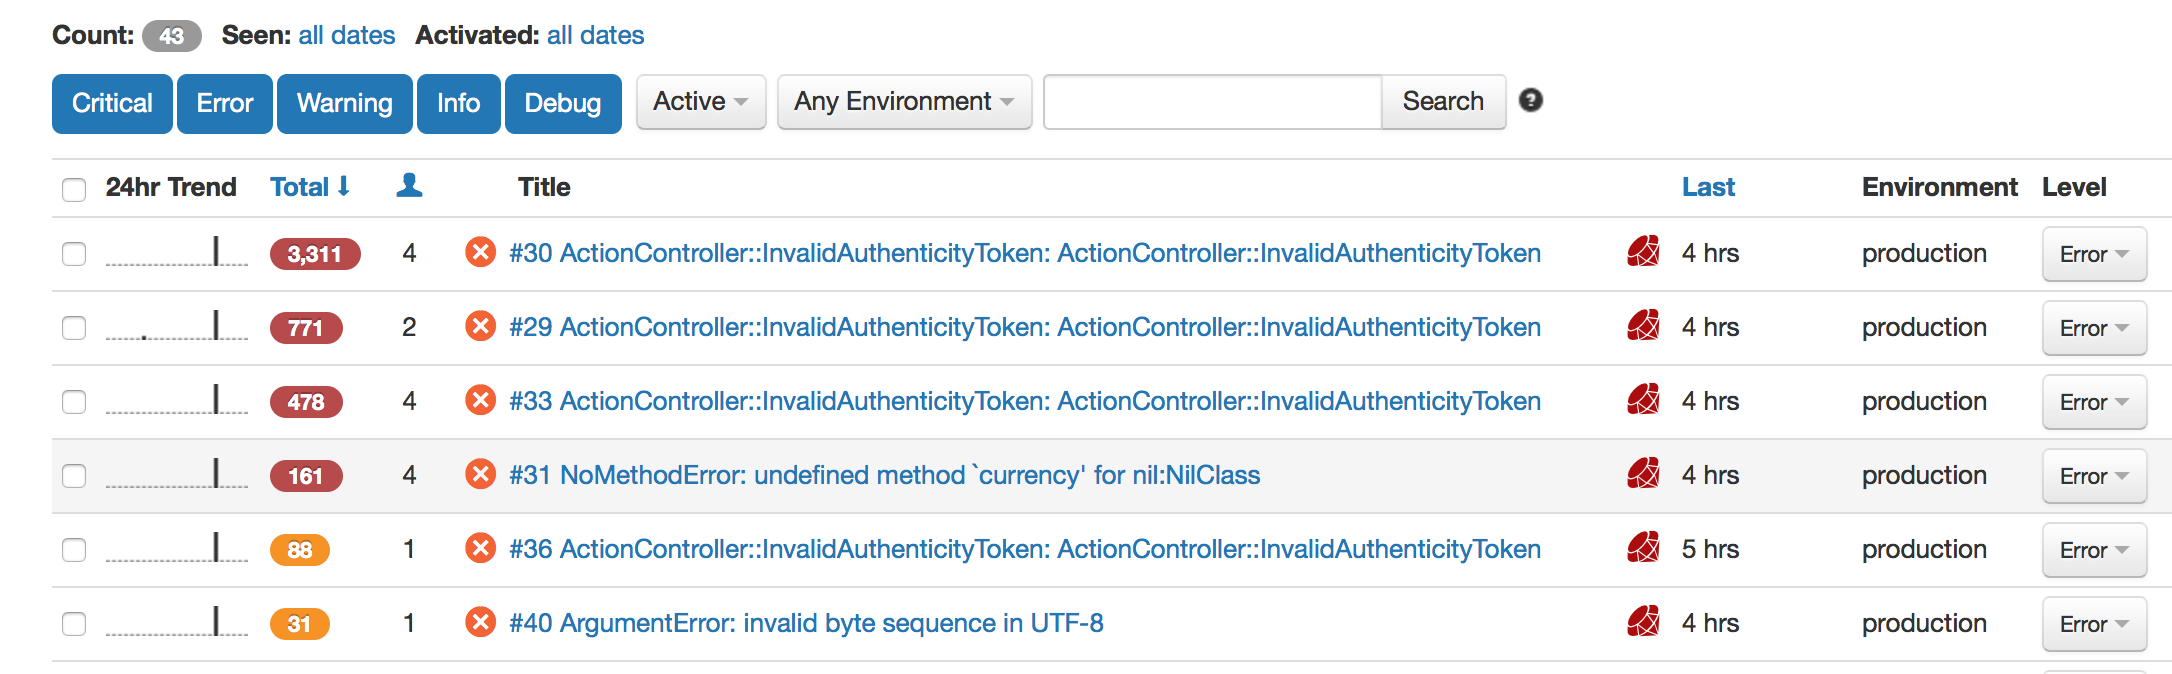 Count: 43 Seen: all dates Activated: all dates
Critical Error Warning Info Debug Active Any Environment Search ?
24hr Trend Total Title Last Environment Level
3,311 4 #30 ActionController::InvalidAuthenticityToken: ActionController::InvalidAuthenticityToken 4 hrs production Error
771 2 #29 ActionController::InvalidAuthenticityToken: ActionController::InvalidAuthenticityToken 4 hrs production Error
478 4 #33 ActionController::InvalidAuthenticityToken: ActionController::InvalidAuthenticityToken 4 hrs production Error
161 4 #31 NoMethodError: undefined method `currency' for nil:NilClass 4 hrs production Error
88 1 #36 ActionController::InvalidAuthenticityToken: ActionController::InvalidAuthenticityToken 5 hrs production Error
31 1 #40 ArgumentError: invalid byte sequence in UTF-8 4 hrs production Error